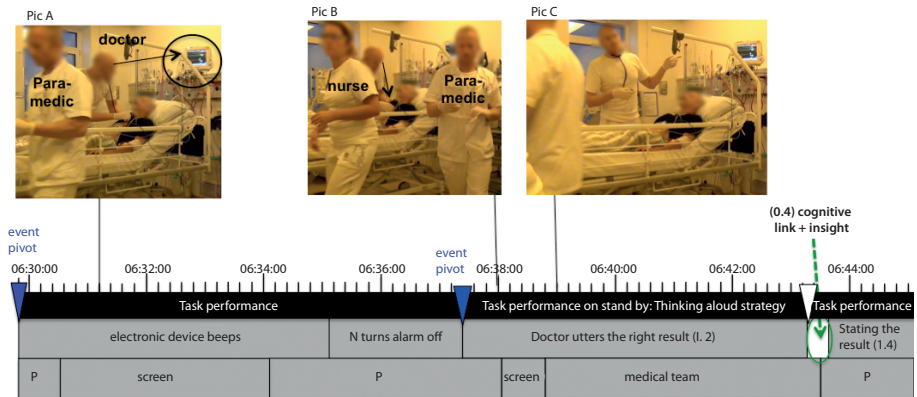 Pic A
Pic B
Pic C
doctor
Para-
medic
nurse
Para-
medic
(0.4) cognitive
link + insight
event
pivot
event
pivot
06:30:00 06:32:00 06:34:00 06:36:00 06:38:00 06:40:00 06:42:00 06:44:00
Task performance Task performance on stand by: Thinking aloud strategy Task performance
electronic device beeps N turns alarm off Doctor utters the right result (l. 2) Stating the
result (1.4)
P screen P screen medical team P